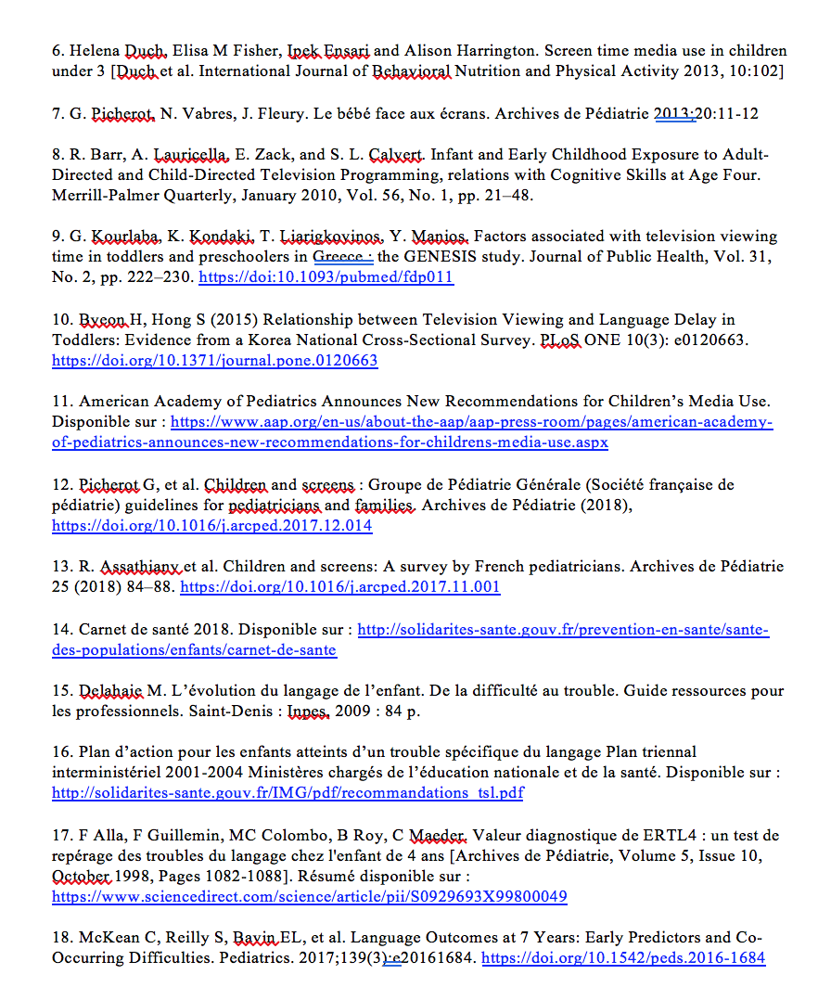 6. Helena Duch, Elisa M Fisher, Ipek Ensari and Alison Harrington. Screen time media use in children
under 3 [Duch et al. International Journal of Behavioral Nutrition and Physical Activity 2013, 10:102]
7. G. Picherot, N. Vabres, J. Fleury. Le bébé face aux écrans. Archives de Pédiatrie 2013;20:11-12
8. R. Barr, A. Lauricella, E. Zack, and S. L. Calvert. Infant and Early Childhood Exposure to Adult-
Directed and Child-Directed Television Programming, relations with Cognitive Skills at Age Four.
Merrill-Palmer Quarterly, January 2010, Vol. 56, No. 1, pp. 21–48.
9. G. Kourlaba, K. Kondaki, T. Liarigkovinos, Y. Manios. Factors associated with television viewing
time in toddlers and preschoolers in Greece : the GENESIS study. Journal of Public Health, Vol. 31,
No. 2, pp. 222–230. https://doi:10.1093/pubmed/fdp011
10. Byeon H, Hong S (2015) Relationship between Television Viewing and Language Delay in
Toddlers: Evidence from a Korea National Cross-Sectional Survey. PLoS ONE 10(3): e0120663.
https://doi.org/10.1371/journal.pone.0120663
11. American Academy of Pediatrics Announces New Recommendations for Children’s Media Use.
Disponible sur : https://www.aap.org/en-us/about-the-aap/aap-press-room/pages/american-academy-
of-pediatrics-announces-new-recommendations-for-childrens-media-use.aspx
12. Picherot G, et al. Children and screens : Groupe de Pédiatrie Générale (Société française de
pédiatrie) guidelines for pediatricians and families. Archives de Pédiatrie (2018),
https://doi.org/10.1016/j.arcped.2017.12.014
13. R. Assathiany et al. Children and screens: A survey by French pediatricians. Archives de Pédiatrie
25 (2018) 84–88. https://doi.org/10.1016/j.arcped.2017.11.001
14. Carnet de santé 2018. Disponible sur : http://solidarites-sante.gouv.fr/prevention-en-sante/sante-
des-populations/enfants/carnet-de-sante
15. Delahaie M. L’évolution du langage de l’enfant. De la difficulté au trouble. Guide ressources pour
les professionnels. Saint-Denis : Inpes, 2009 : 84 p.
16. Plan d’action pour les enfants atteints d’un trouble spécifique du langage Plan triennal
interministériel 2001-2004 Ministères chargés de l’éducation nationale et de la santé. Disponible sur :
http://solidarites-sante.gouv.fr/IMG/pdf/recommandations_tsl.pdf
17. F Alla, F Guillemin, MC Colombo, B Roy, C Maeder. Valeur diagnostique de ERTL4 : un test de
repérage des troubles du langage chez l'enfant de 4 ans [Archives de Pédiatrie, Volume 5, Issue 10,
October 1998, Pages 1082-1088]. Résumé disponible sur :
https://www.sciencedirect.com/science/article/pii/S0929693X99800049
18. McKean C, Reilly S, Bavin EL, et al. Language Outcomes at 7 Years: Early Predictors and Co-
Occurring Difficulties. Pediatrics. 2017;139(3):e20161684. https://doi.org/10.1542/peds.2016-1684